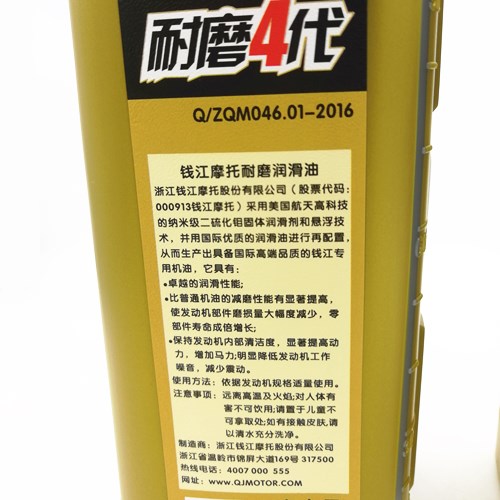 耐磨4代
Q/ZQM046.01-2016
钱江摩托耐磨润滑油
浙江钱江摩托股份有限公司（股票代码：
000913钱江摩托）采用美国航天高科技
的纳米级二硫化钼固体润滑剂和悬浮技
术，并用国际优质的润滑油进行再配置，
从而生产出具备国际高端品质的钱江专
用机油，它具有：
•卓越的润滑性能;
•比普通机油的减磨性能有显著提高，
使发动机部件磨损量大幅度减少，零
部件寿命成倍增长;
•保持发动机内部清洁度，显著提高动
力，增加马力;明显降低发动机工作
噪音，减少震动。
使用方法：依据发动机规格适量使用。
注意事项：远离高温及火焰;对人体有
害不可饮用;请置于儿童不
可拿取处;如有接触皮肤,请
以清水充分洗净。
制造商：浙江钱江摩托股份有限公司
浙江省温岭市锦屏大道169号 317500
热线电话：4007 000 555
网址：WWW.QJMOTOR.COM